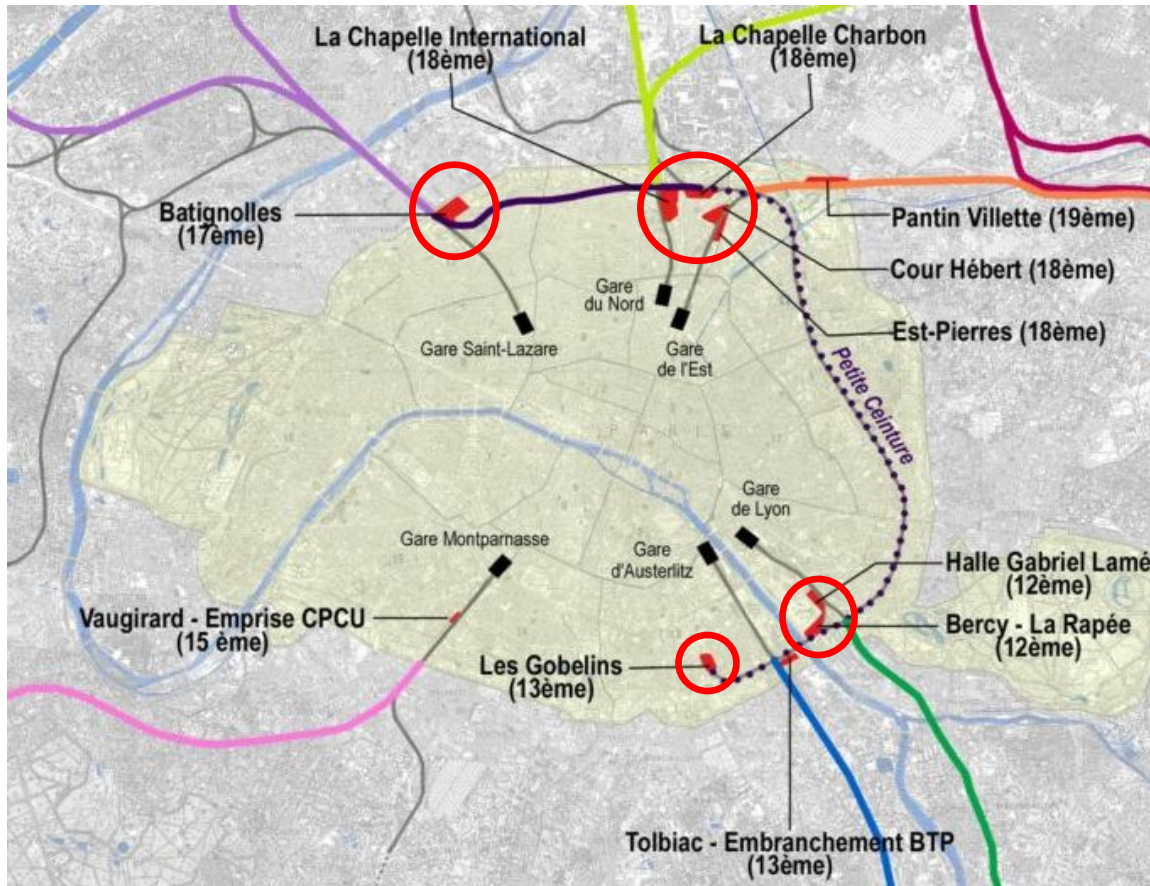 La Chapelle International
(18ème)
La Chapelle Charbon
(18ème)
Batignolles
(17ème)
Pantin Villette (19ème)
Cour Hébert (18ème)
Est-Pierres (18ème)
Gare
du Nord
Gare Saint-Lazare
Gare
de l'Est
Petite Ceinture
PARIS
Gare
de Lyon
Gare Montparnasse
Gare
d'Austerlitz
Halle Gabriel Lamé
(12ème)
Vaugirard - Emprise CPCU
(15 ème)
Bercy - La Rapée
(12ème)
Les Gobelins
(13ème)
Tolbiac - Embranchement BTP
(13ème)